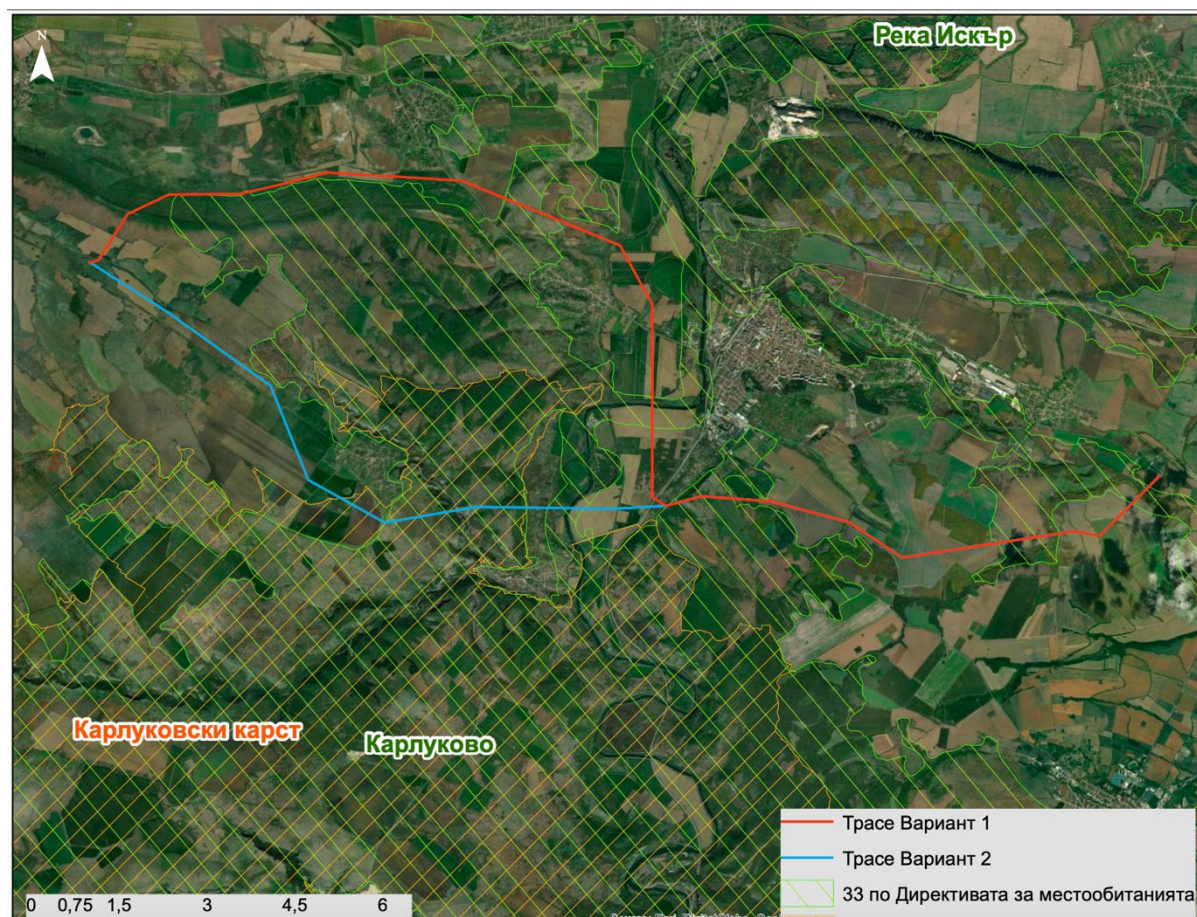 N
Река Искър
Карлуковски карст
Карлуково
Трасе Вариант 1
Трасе Вариант 2
33 по Директивата за местообитанията
0 0,75 1,5 3 4,5 6